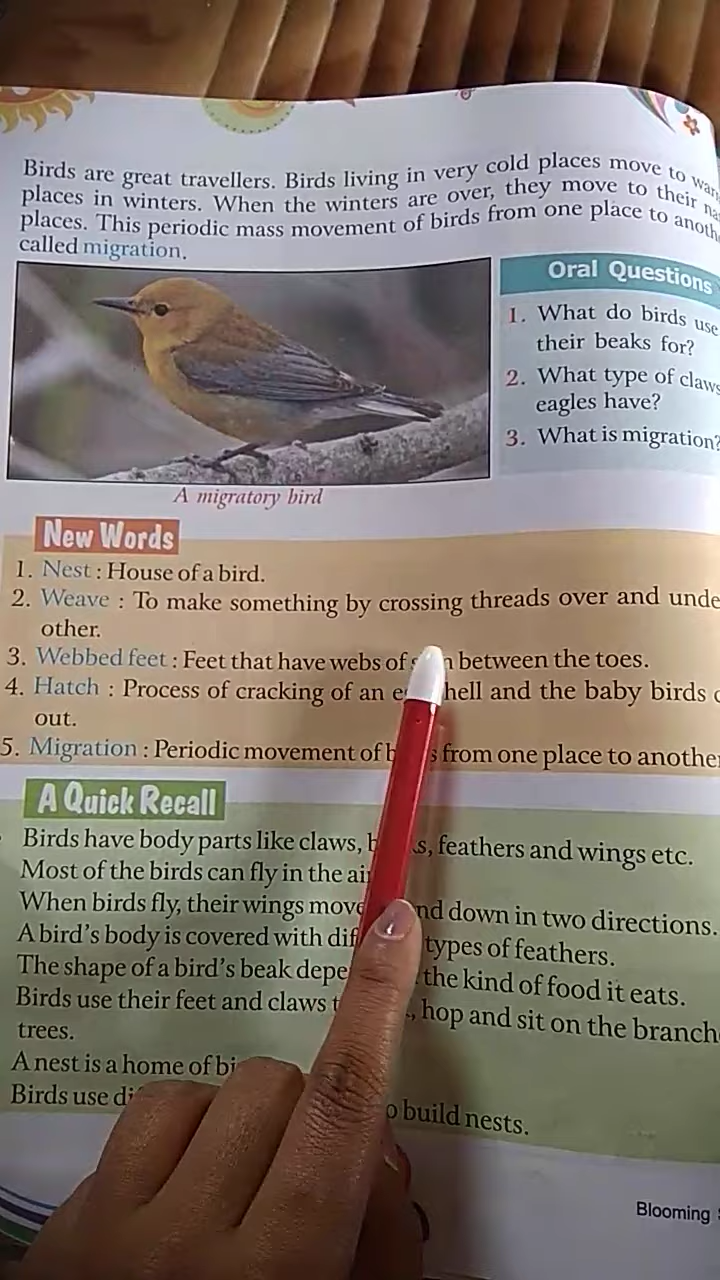 Birds are great travellers. Birds living in very cold places move to
places in winters. When the winters are over, they move to their
places. This periodic mass movement of birds from one place to
called migration.
Oral Questions
1. What do birds use
their beaks for?
2. What type of claws
eagles have?
3. What is migration?
A migratory bird
New Words
1. Nest : House of a bird.
2. Weave : To make something by crossing threads over and
other.
3. Webbed feet : Feet that have webs of between the toes.
4. Hatch : Process of cracking of an and the baby birds
out.
5. Migration : Periodic movement of from one place to another
A Quick Recall
Birds have body parts like claws, feathers and wings etc.
Most of the birds can fly in the
When birds fly, their wings move down in two directions.
A bird's body is covered with types of feathers.
The shape of a bird's beak the kind of food it eats.
Birds use their feet and claws hop and sit on the
trees.
A nest is a home of
Birds use build nests.
Blooming